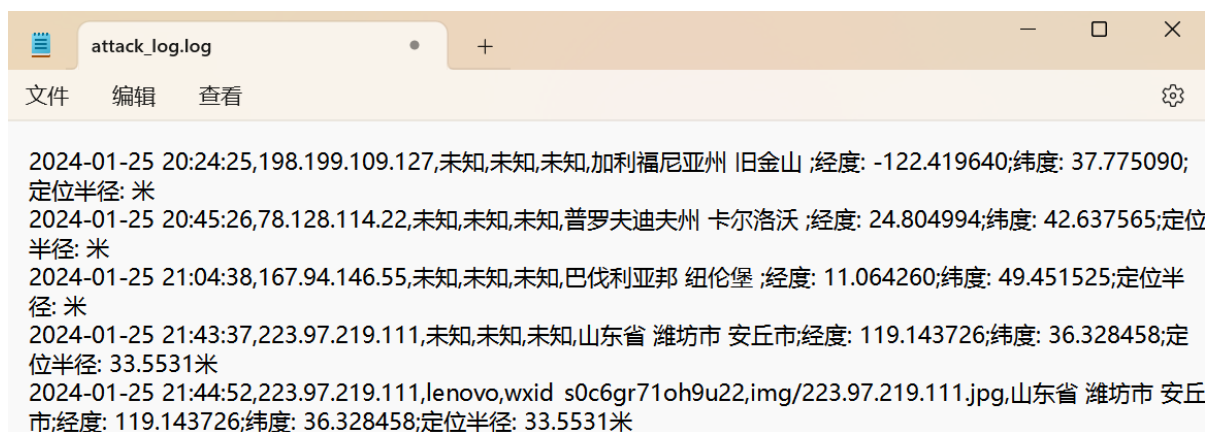 attack_log.log
文件 编辑 查看
2024-01-25 20:24:25,198.199.109.127,未知,未知,未知,加利福尼亚州 旧金山 ;经度: -122.419640;纬度: 37.775090;
定位半径: 米
2024-01-25 20:45:26,78.128.114.22,未知,未知,未知,普罗夫迪夫州 卡尔洛沃 ;经度: 24.804994;纬度: 42.637565;定位
半径: 米
2024-01-25 21:04:38,167.94.146.55,未知,未知,未知,巴伐利亚邦 纽伦堡 ;经度: 11.064260;纬度: 49.451525;定位半
径: 米
2024-01-25 21:43:37,223.97.219.111,未知,未知,未知,山东省 潍坊市 安丘市;经度: 119.143726;纬度: 36.328458;定
位半径: 33.5531米
2024-01-25 21:44:52,223.97.219.111,lenovo,wxid_s0c6gr71oh9u22,img/223.97.219.111.jpg,山东省 潍坊市 安丘
市;经度: 119.143726;纬度: 36.328458;定位半径: 33.5531米